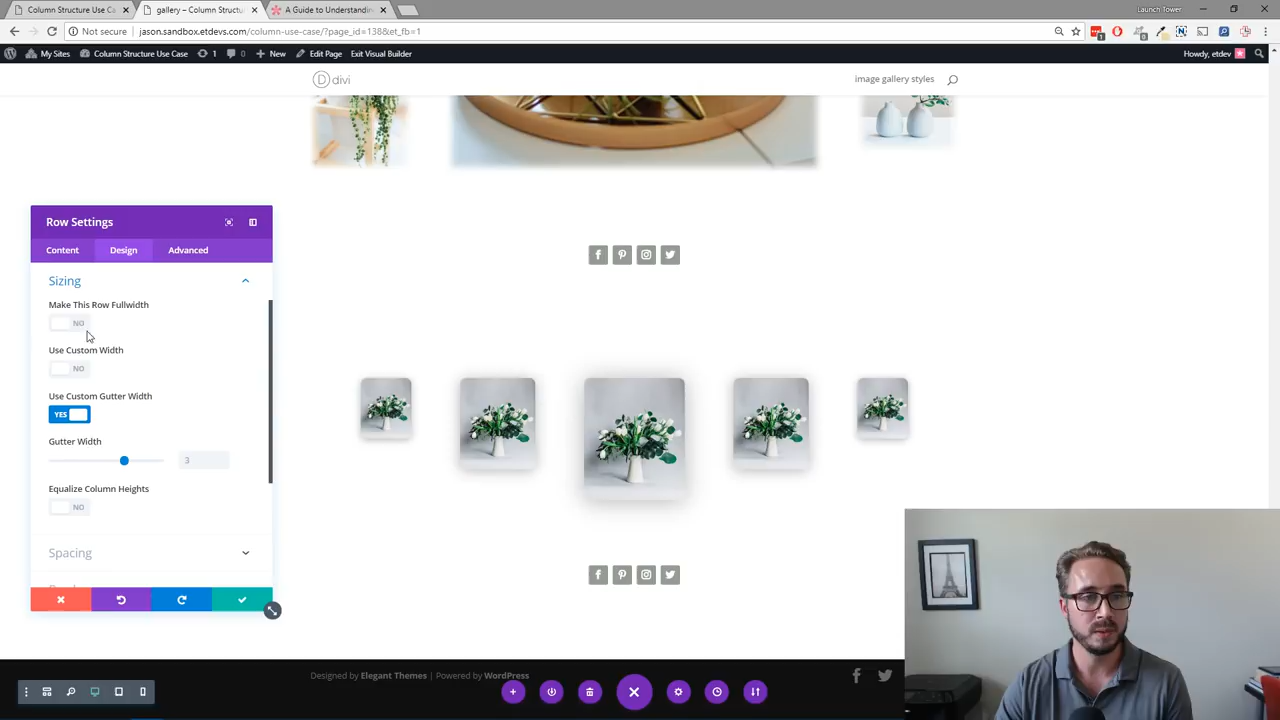 Column Structure Use Ca
gallery – Column Structu
A Guide to Understandin
Launch Tower
Not secure
jason.sandbox.etdevs.com/column-use-case/?page_id=138&et_fb=1
My Sites
Column Structure Use Case
1
0
New
Edit Page
Exit Visual Builder
Howdy, etdev
D divi
image gallery styles
Row Settings
Content
Design
Advanced
Sizing
Make This Row Fullwidth
NO
Use Custom Width
NO
Use Custom Gutter Width
YES
Gutter Width
3
Equalize Column Heights
NO
Spacing
Designed by Elegant Themes | Powered by WordPress